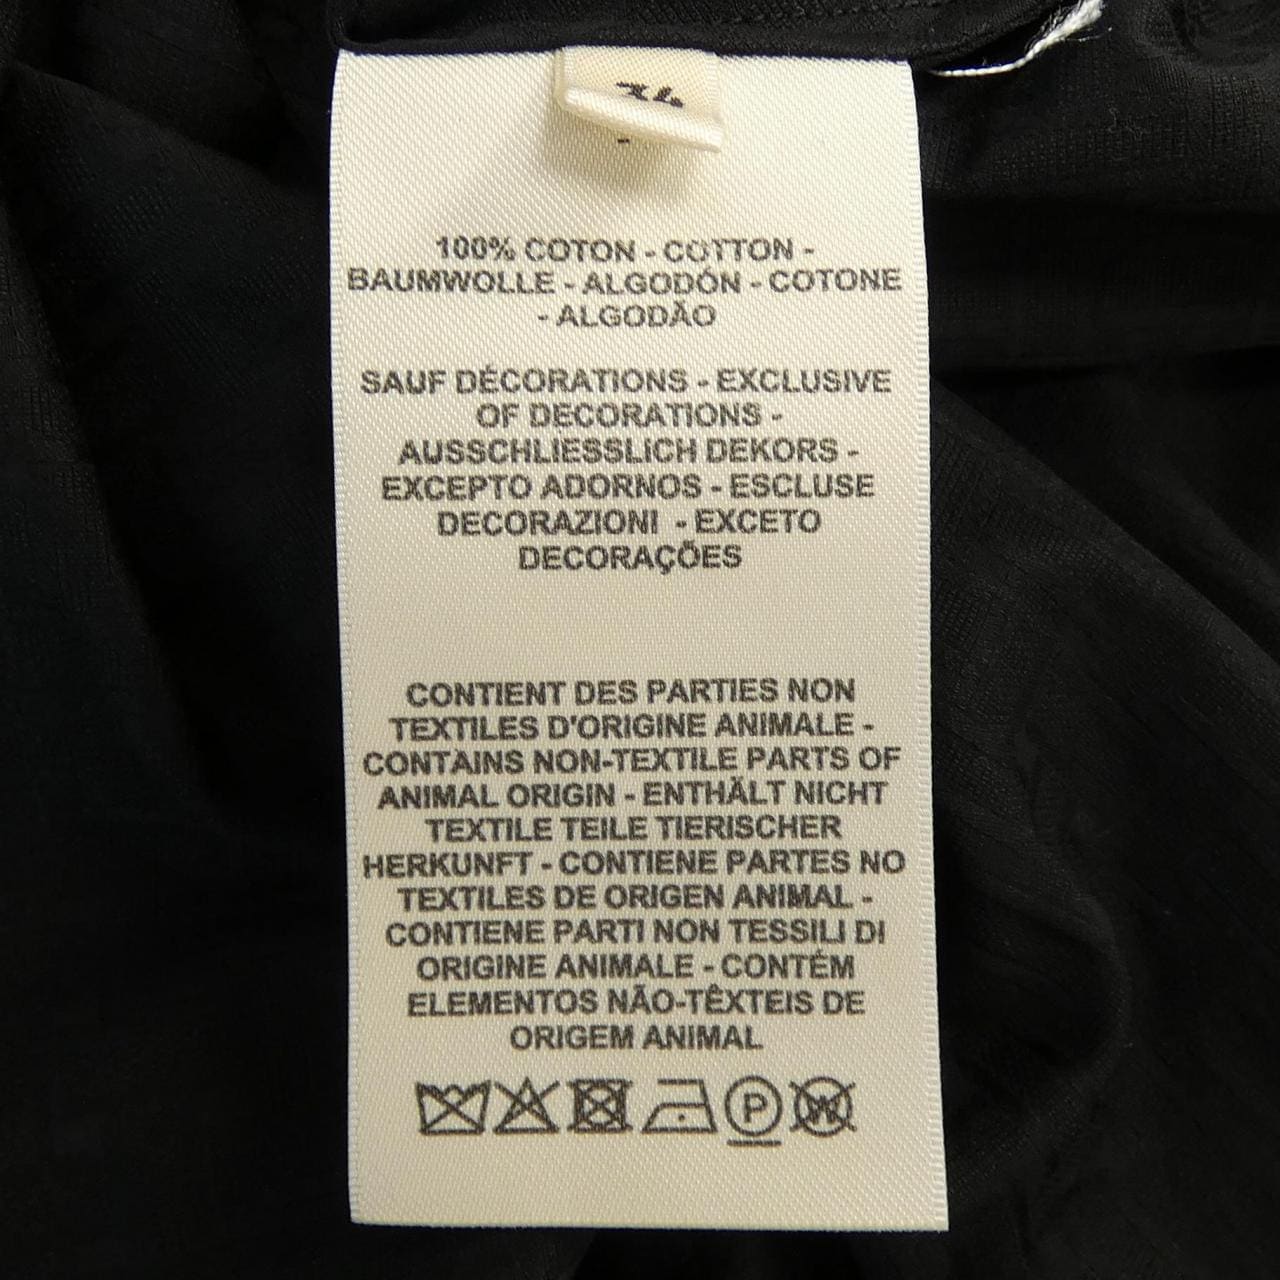 34
100% COTON - COTTON -
BAUMWOLLE - ALGODÓN - COTONE
- ALGODÃO
SAUF DÉCORATIONS - EXCLUSIVE
OF DECORATIONS -
AUSSCHLIESSLICH DEKORS -
EXCEPTO ADORNOS - ESCLUSE
DECORAZIONI - EXCETO
DECORAÇÕES
CONTIENT DES PARTIES NON
TEXTILES D'ORIGINE ANIMALE -
CONTAINS NON-TEXTILE PARTS OF
ANIMAL ORIGIN - ENTHÄLT NICHT
TEXTILE TEILE TIERISCHER
HERKUNFT - CONTIENE PARTES NO
TEXTILES DE ORIGEN ANIMAL -
CONTIENE PARTI NON TESSILI DI
ORIGINE ANIMALE - CONTÉM
ELEMENTOS NÃO-TÊXTEIS DE
ORIGEM ANIMAL
P W